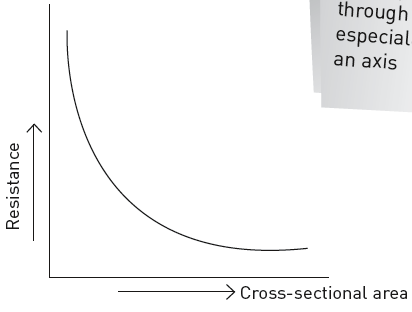 through
especial
an axis
Resistance
Cross-sectional area